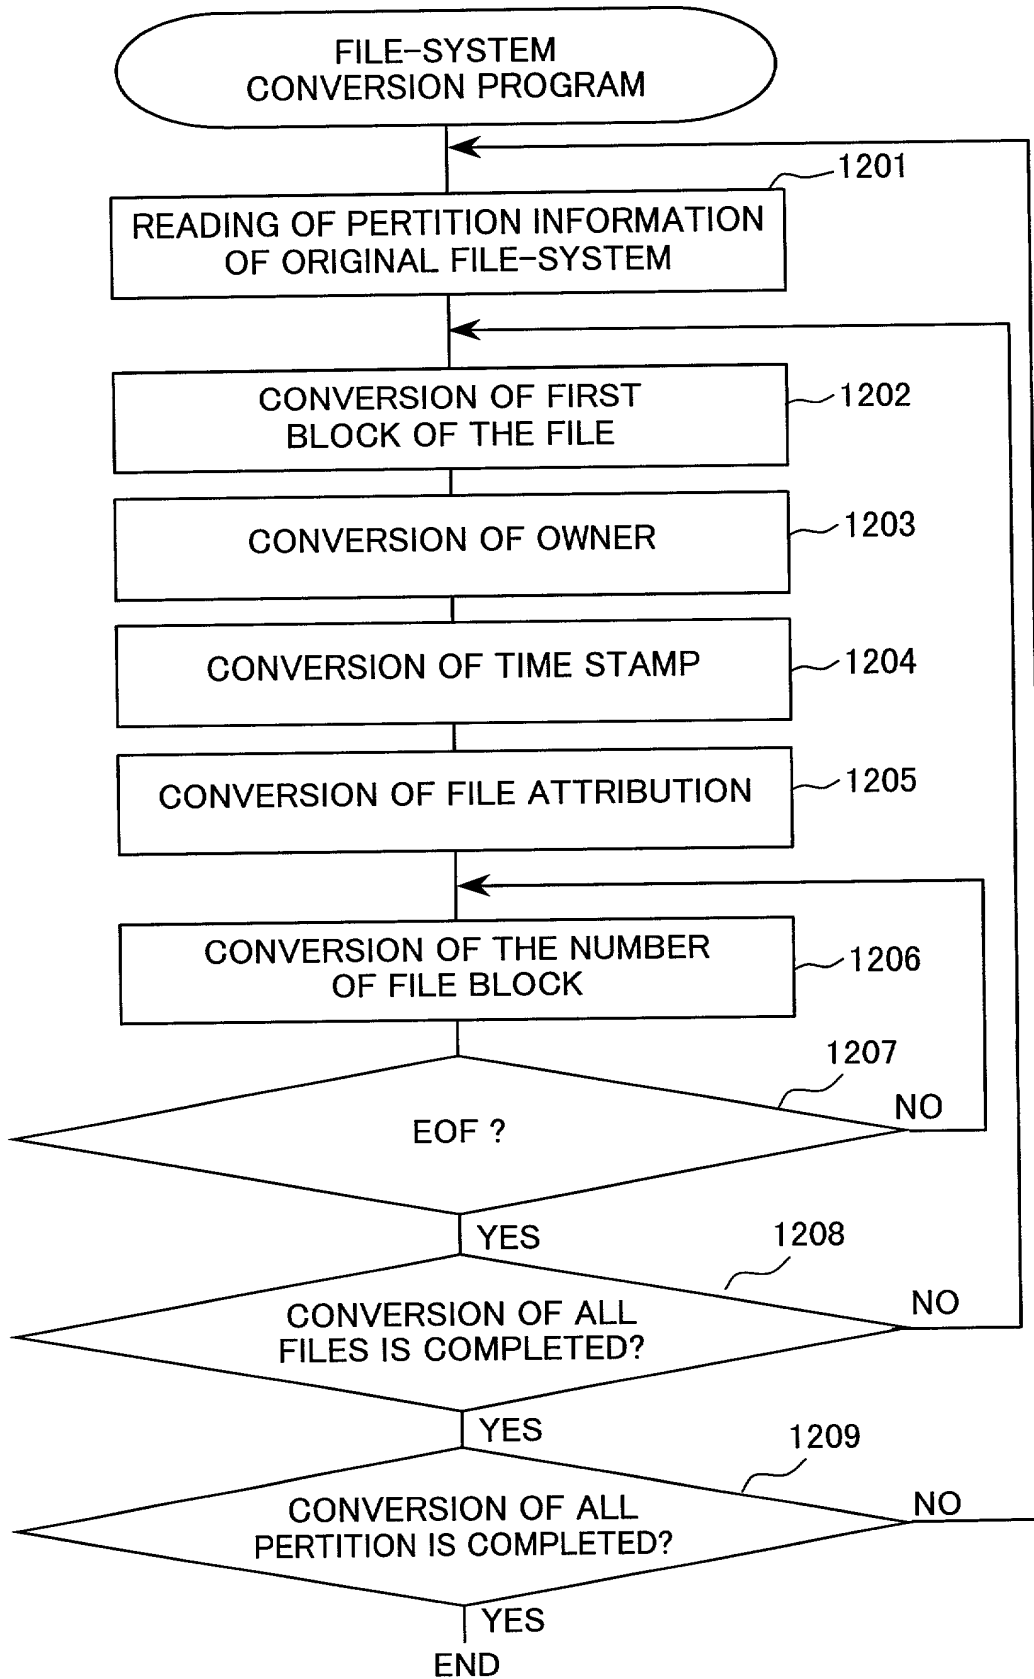 FILE-SYSTEM
CONVERSION PROGRAM
1201
READING OF PERTITION INFORMATION
OF ORIGINAL FILE-SYSTEM
1202
CONVERSION OF FIRST
BLOCK OF THE FILE
1203
CONVERSION OF OWNER
1204
CONVERSION OF TIME STAMP
1205
CONVERSION OF FILE ATTRIBUTION
1206
CONVERSION OF THE NUMBER
OF FILE BLOCK
1207
EOF ?
NO
YES
1208
CONVERSION OF ALL
FILES IS COMPLETED?
NO
YES
1209
CONVERSION OF ALL
PERTITION IS COMPLETED?
NO
YES
END